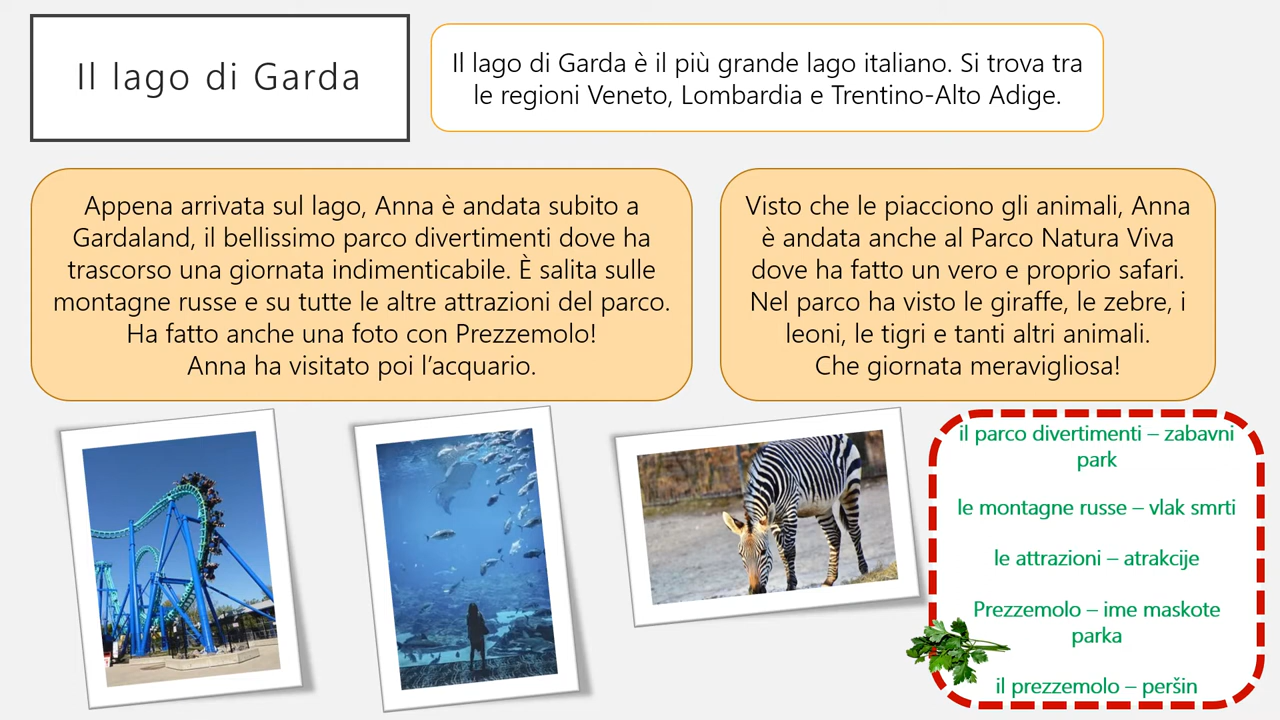 Il lago di Garda
Il lago di Garda è il più grande lago italiano. Si trova tra
le regioni Veneto, Lombardia e Trentino-Alto Adige.
Appena arrivata sul lago, Anna è andata subito a
Gardaland, il bellissimo parco divertimenti dove ha
trascorso una giornata indimenticabile. È salita sulle
montagne russe e su tutte le altre attrazioni del parco.
Ha fatto anche una foto con Prezzemolo!
Anna ha visitato poi l’acquario.
Visto che le piacciono gli animali, Anna
è andata anche al Parco Natura Viva
dove ha fatto un vero e proprio safari.
Nel parco ha visto le giraffe, le zebre, i
leoni, le tigri e tanti altri animali.
Che giornata meravigliosa!
il parco divertimenti – zabavni
park
le montagne russe – vlak smrti
le attrazioni – atrakcije
Prezzemolo – ime maskote
parka
il prezzemolo – peršin